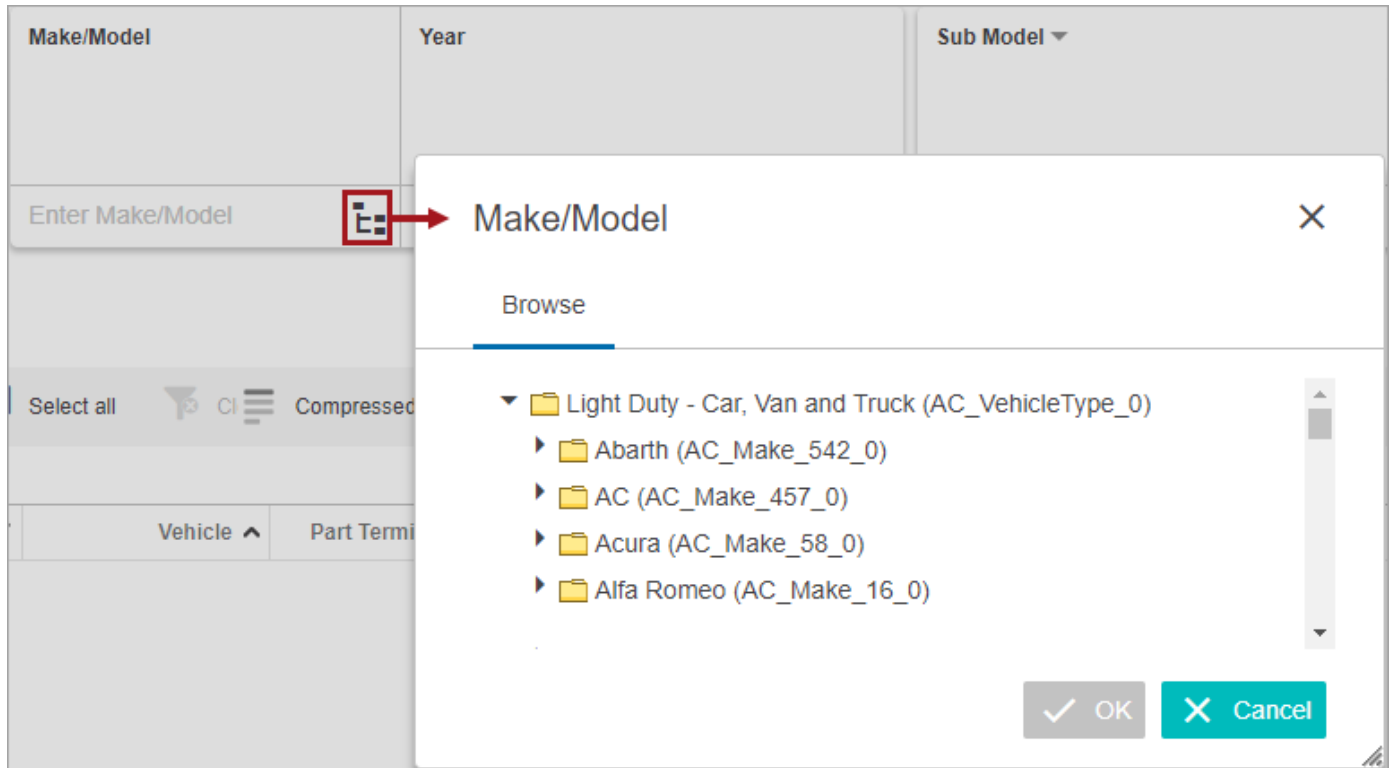 Make/Model
Year
Sub Model
Enter Make/Model
Make/Model
Browse
Select all
Cl
Compressed
Light Duty - Car, Van and Truck (AC_VehicleType_0)
Abarth (AC_Make_542_0)
AC (AC_Make_457_0)
Acura (AC_Make_58_0)
Alfa Romeo (AC_Make_16_0)
Vehicle
Part Termi
OK
Cancel